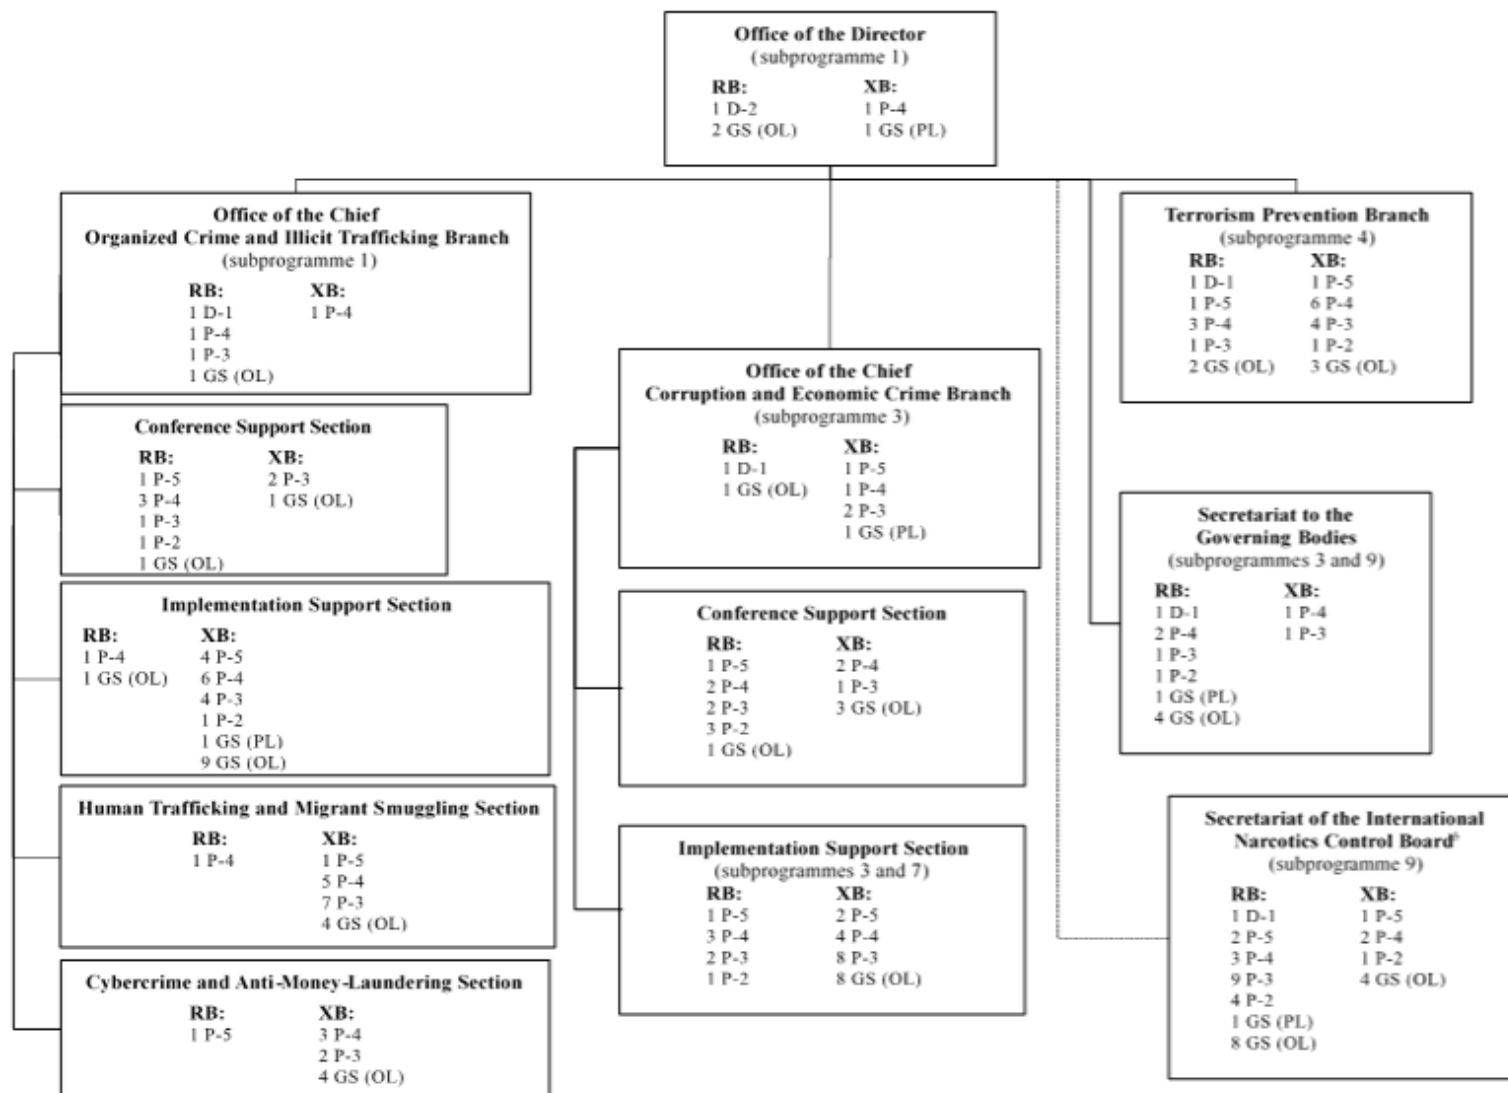 Office of the Director
(subprogramme 1)
RB: XB:
1 D-2 1 P-4
2 GS (OL) 1 GS (PL)
Office of the Chief
Organized Crime and Illicit Trafficking Branch
(subprogramme 1)
RB: XB:
1 D-1 1 P-4
1 P-4
1 P-3
1 GS (OL)
Conference Support Section
RB: XB:
1 P-5 2 P-3
3 P-4 1 GS (OL)
1 P-3
1 P-2
1 GS (OL)
Implementation Support Section
RB: XB:
1 P-4 4 P-5
1 GS (OL) 6 P-4
4 P-3
1 P-2
1 GS (PL)
9 GS (OL)
Human Trafficking and Migrant Smuggling Section
RB: XB:
1 P-4 1 P-5
5 P-4
7 P-3
4 GS (OL)
Cybercrime and Anti-Money-Laundering Section
RB: XB:
1 P-5 3 P-4
2 P-3
4 GS (OL)
Office of the Chief
Corruption and Economic Crime Branch
(subprogramme 3)
RB: XB:
1 D-1 1 P-5
1 GS (OL) 1 P-4
2 P-3
1 GS (PL)
Conference Support Section
RB: XB:
1 P-5 2 P-4
2 P-4 1 P-3
2 P-3 3 GS (OL)
3 P-2
1 GS (OL)
Implementation Support Section
(subprogrammes 3 and 7)
RB: XB:
1 P-5 2 P-5
3 P-4 4 P-4
2 P-3 8 P-3
1 P-2 8 GS (OL)
Terrorism Prevention Branch
(subprogramme 4)
RB: XB:
1 D-1 1 P-5
1 P-5 6 P-4
3 P-4 4 P-3
1 P-3 1 P-2
2 GS (OL) 3 GS (OL)
Secretariat to the
Governing Bodies
(subprogrammes 3 and 9)
RB: XB:
1 D-1 1 P-4
2 P-4 1 P-3
1 P-3
1 P-2
1 GS (PL)
4 GS (OL)
Secretariat of the International
Narcotics Control Board
(subprogramme 9)
RB: XB:
1 D-1 1 P-5
2 P-5 2 P-4
3 P-4 1 P-2
9 P-3 4 GS (OL)
4 P-2
1 GS (PL)
8 GS (OL)